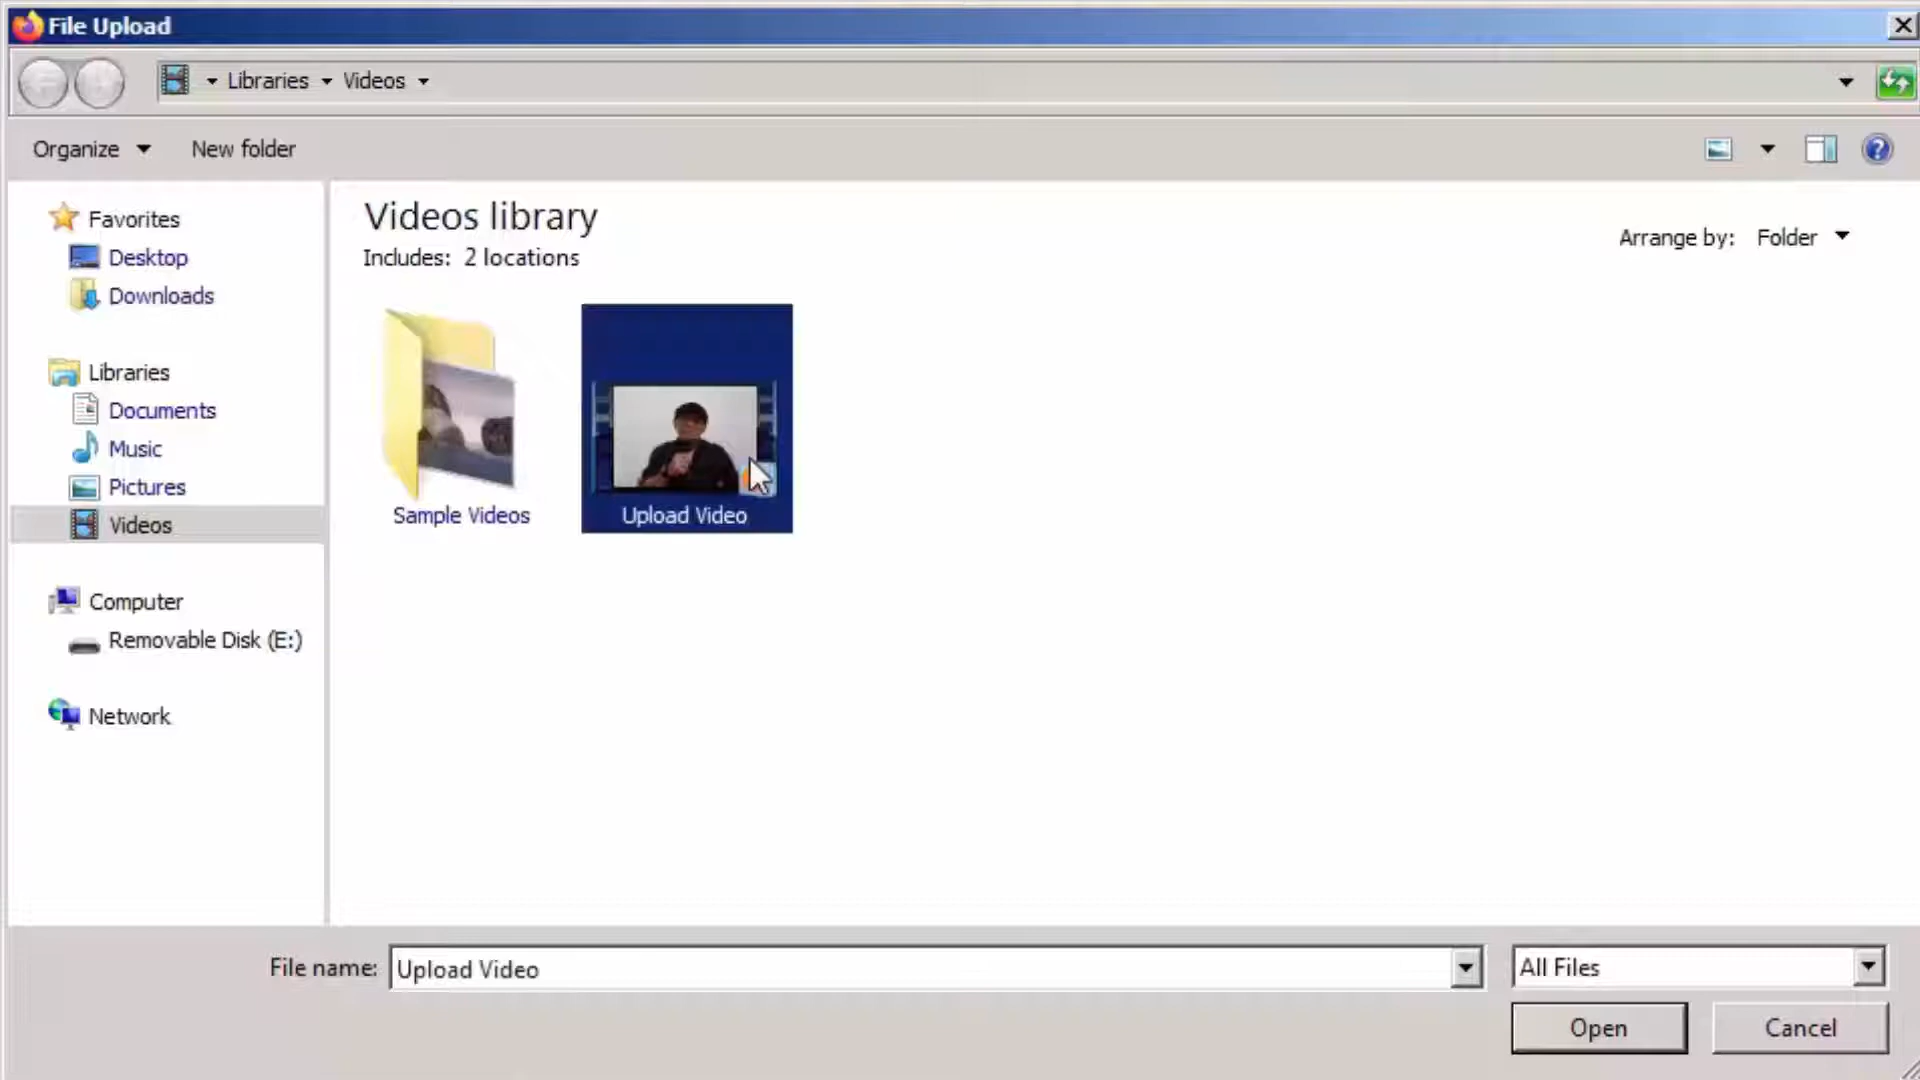 File Upload
Libraries Videos
Organize New folder
Favorites
Desktop
Downloads
Libraries
Documents
Music
Pictures
Videos
Computer
Removable Disk (E:)
Network
Videos library
Includes: 2 locations
Arrange by: Folder
Sample Videos
Upload Video
File name: Upload Video
All Files
Open
Cancel